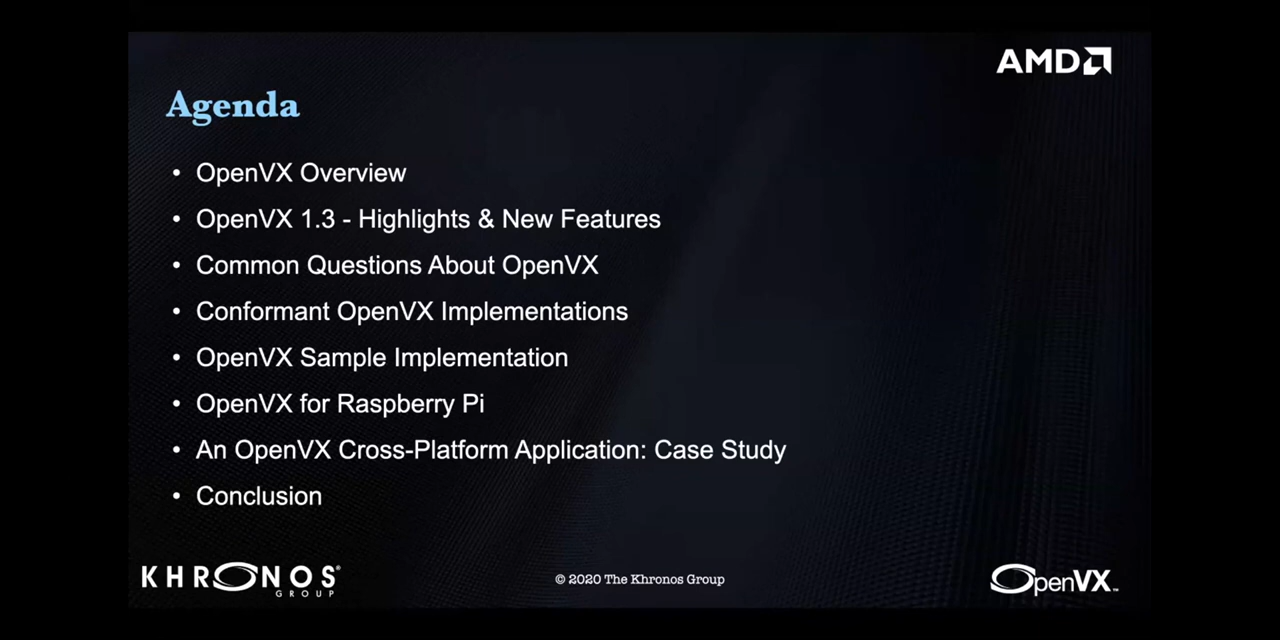 AMD
Agenda
• OpenVX Overview
• OpenVX 1.3 - Highlights & New Features
• Common Questions About OpenVX
• Conformant OpenVX Implementations
• OpenVX Sample Implementation
• OpenVX for Raspberry Pi
• An OpenVX Cross-Platform Application: Case Study
• Conclusion
KHRONOS®
GROUP
© 2020 The Khronos Group
OpenVX™